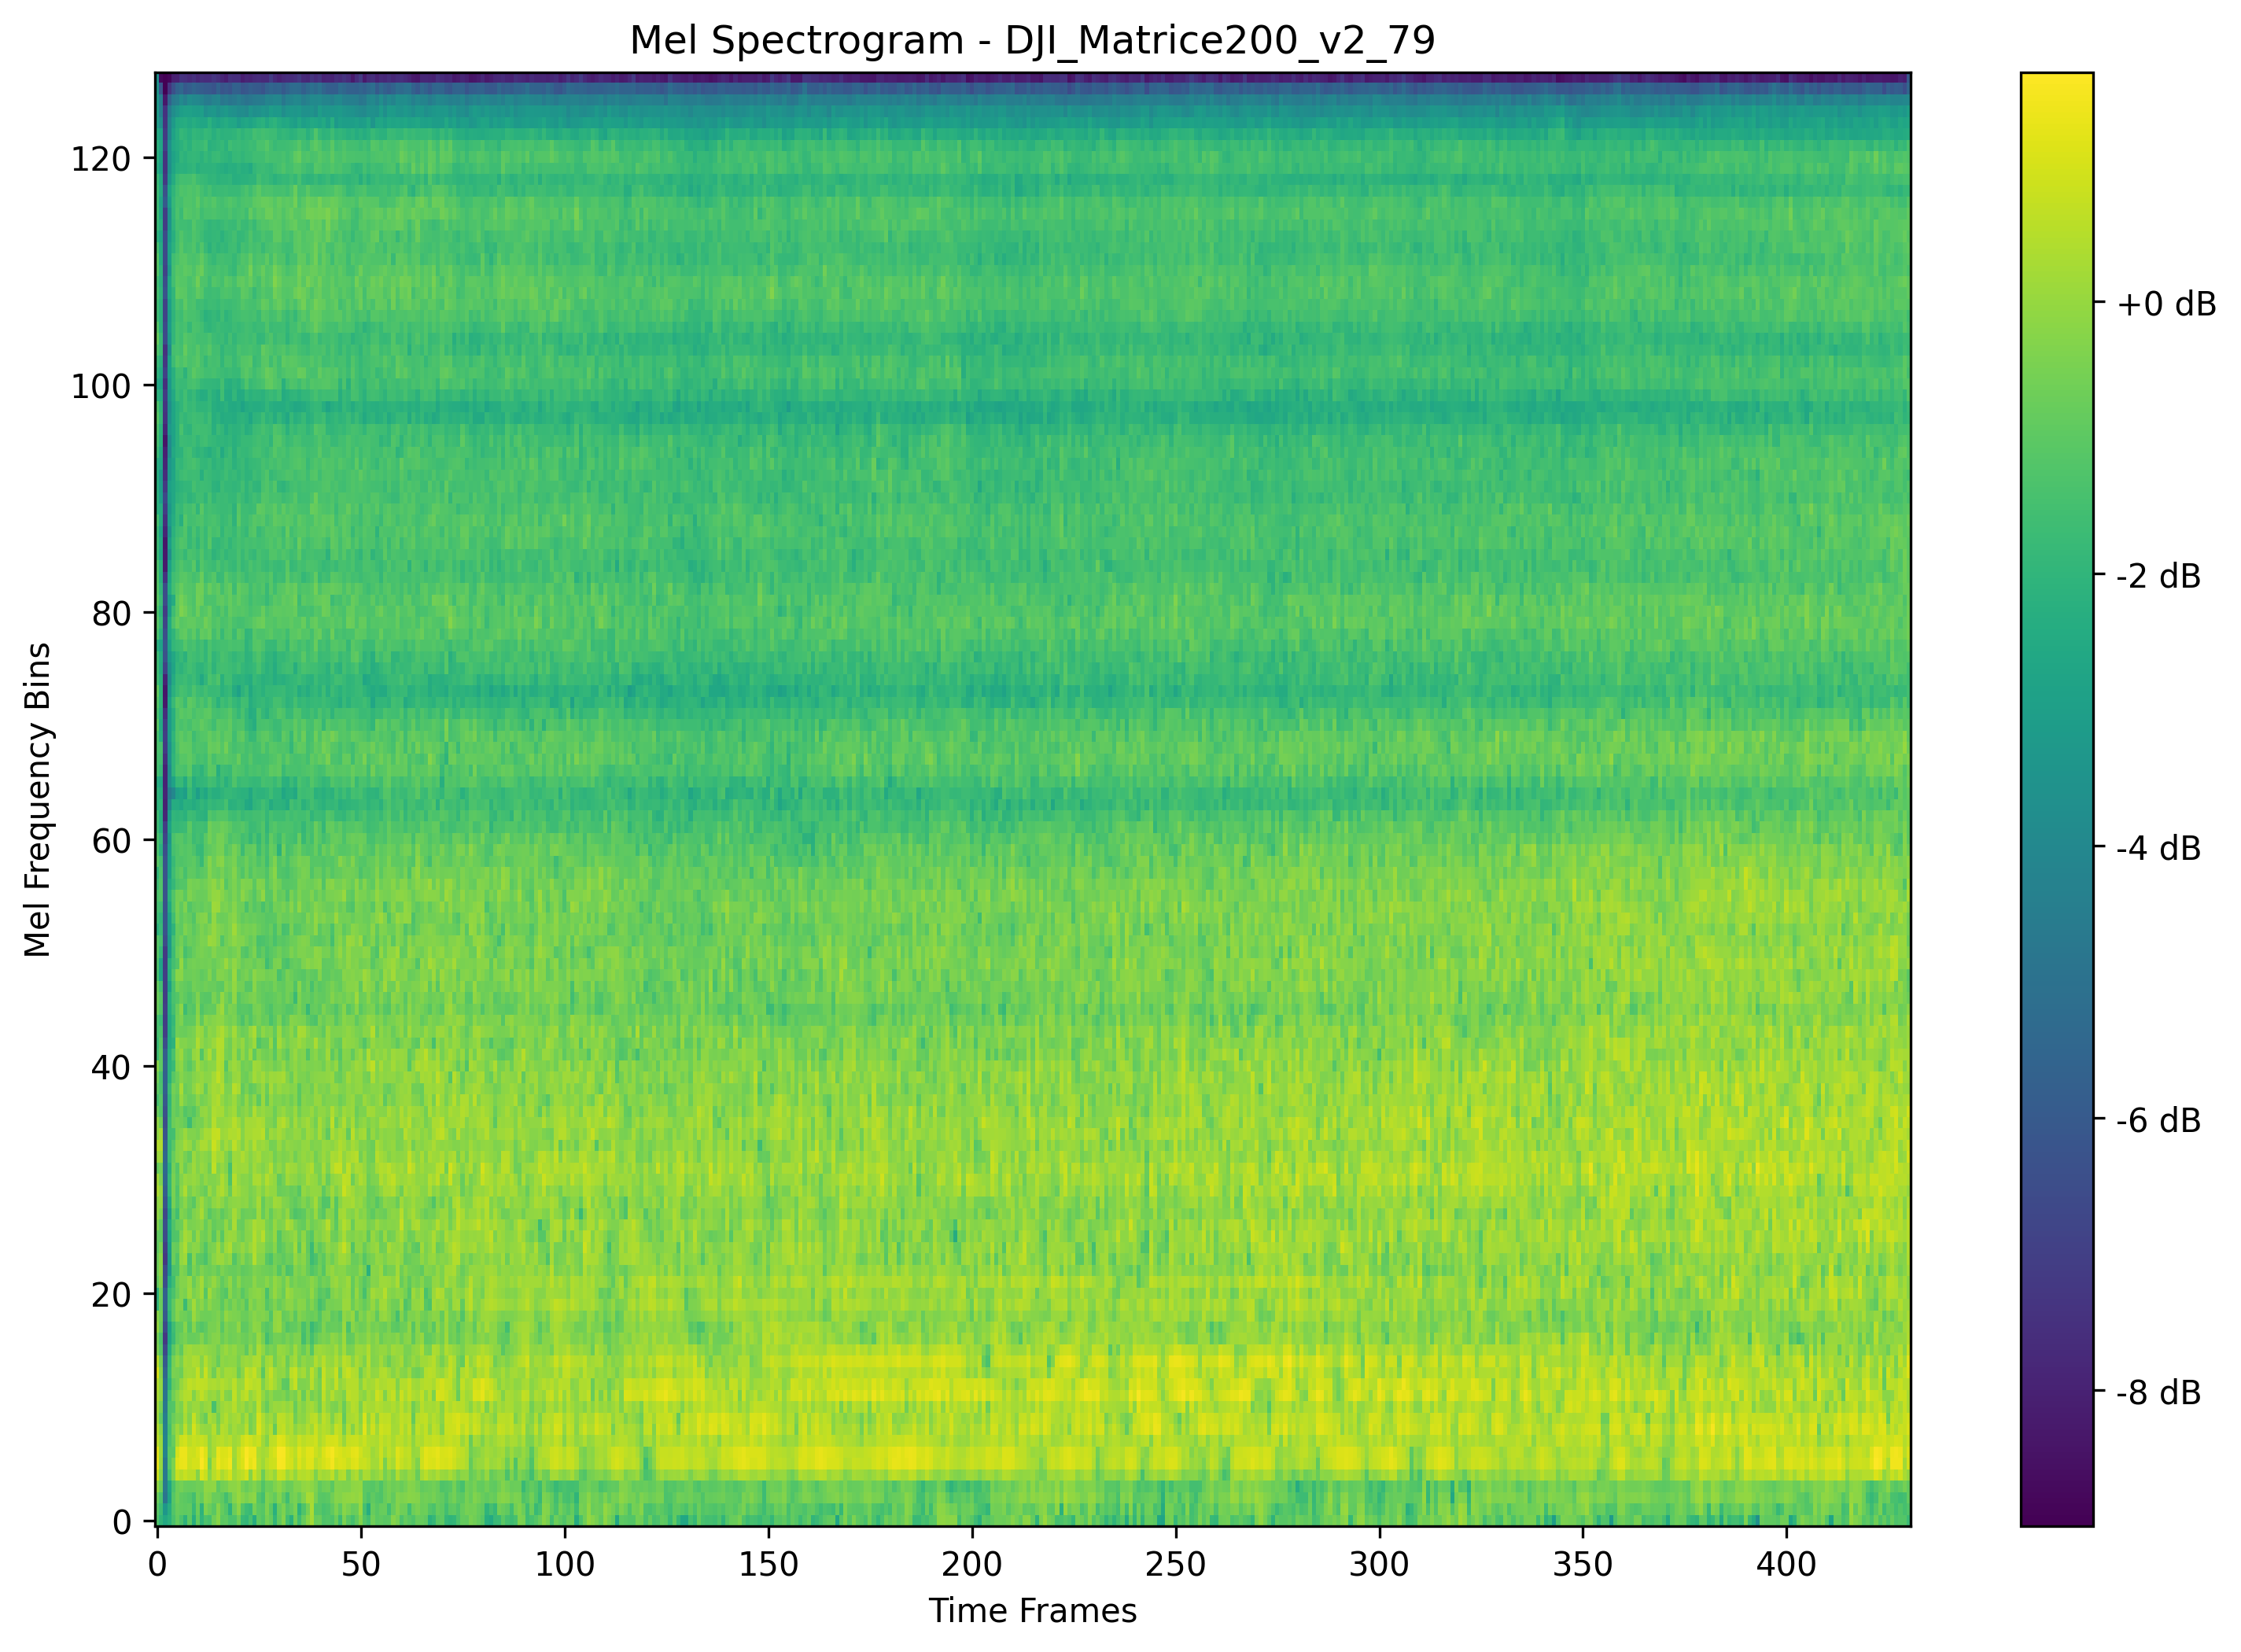 Mel Spectrogram - DJI_Matrice200_v2_79
120
100
80
60
40
20
0
Mel Frequency Bins
0 50 100 150 200 250 300 350 400
Time Frames
+0 dB
-2 dB
-4 dB
-6 dB
-8 dB